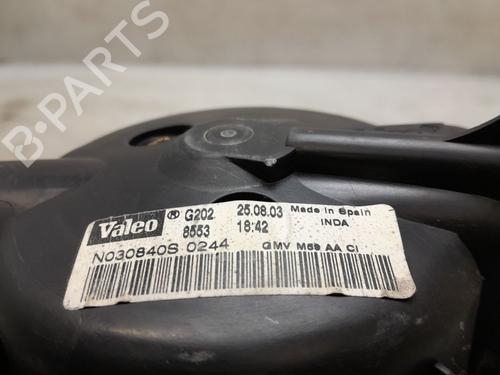 B-PARTS
Valeo ® G202 25.08.03 Made in Spain
8553 18:42 INDA
N030840S 0244 GMV M59 AA CI